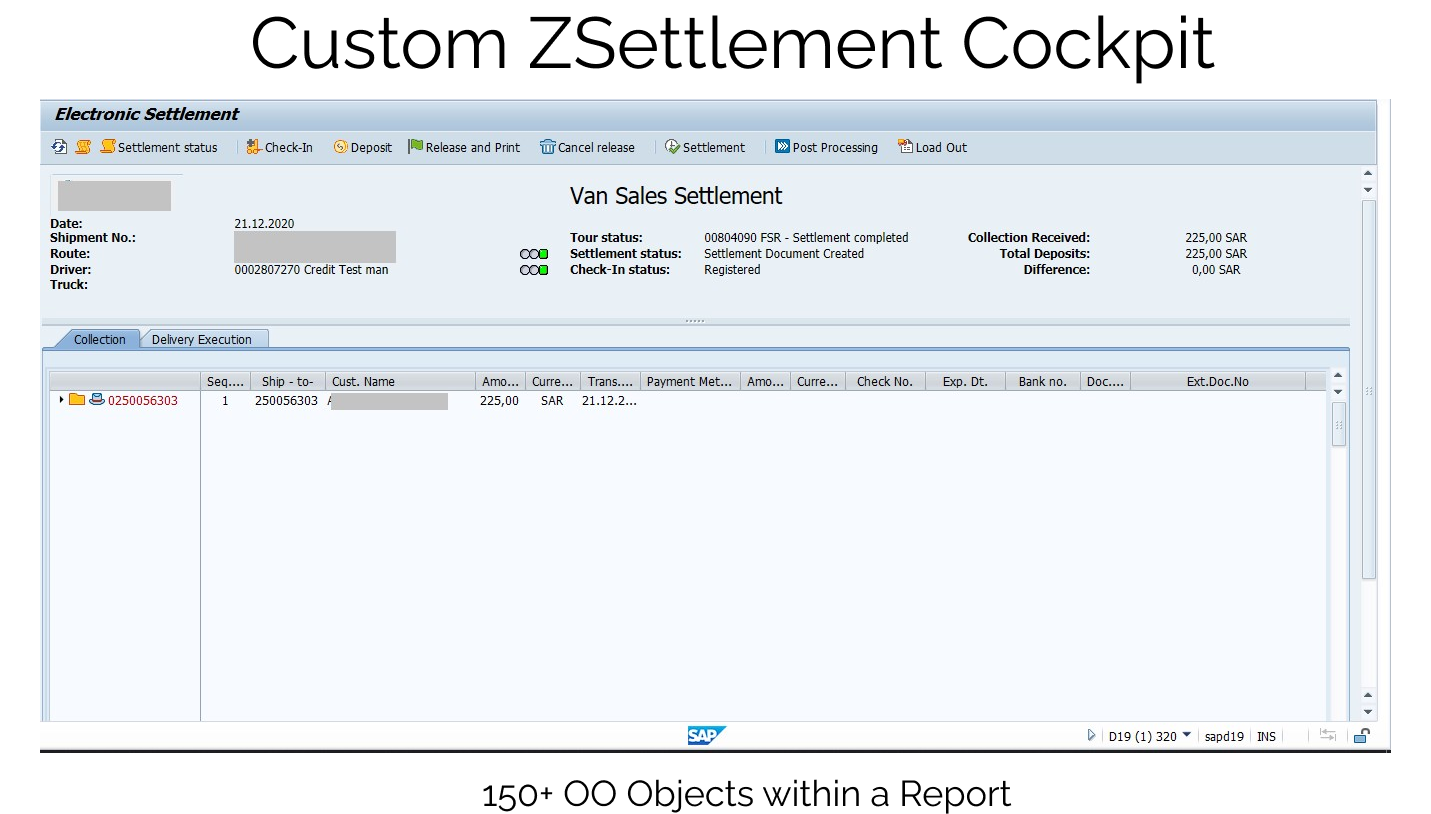 Custom ZSettlement Cockpit
Electronic Settlement
Settlement status Check-In Deposit Release and Print Cancel release Settlement Post Processing Load Out
Van Sales Settlement
Date: 21.12.2020
Shipment No.: Tour status: 00804090 FSR - Settlement completed Collection Received: 225,00 SAR
Route: Settlement status: Settlement Document Created Total Deposits: 225,00 SAR
Driver: 0002807270 Credit Test man Check-In status: Registered Difference: 0,00 SAR
Truck:
Collection Delivery Execution
Seq.... Ship - to- Cust. Name Amo... Curre... Trans.... Payment Met... Amo... Curre... Check No. Exp. Dt. Bank no. Doc.... Ext.Doc.No
0250056303 1 250056303 225,00 SAR 21.12.2...
SAP D19 (1) 320 sapd19 INS
150+ OO Objects within a Report